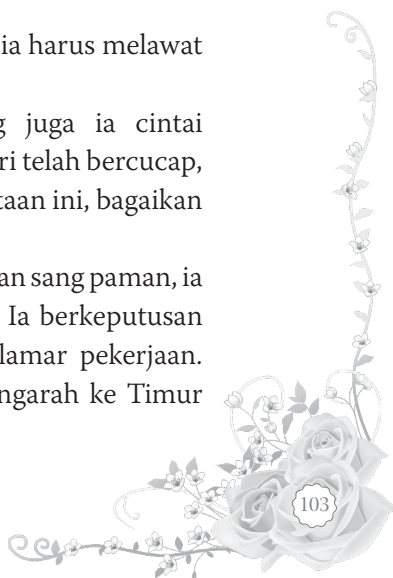 ia harus melawat
juga ia cintai
ri telah bercucap,
taan ini, bagaikan
an sang paman, ia
Ia berkeputusan
lamar pekerjaan.
ngarah ke Timur
103